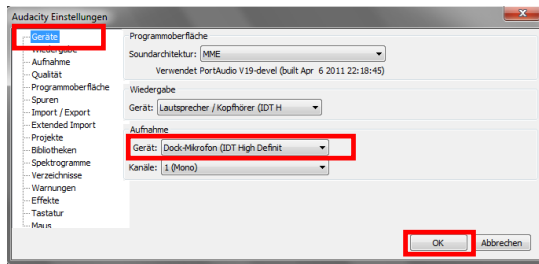 Audacity Einstellungen
Geräte
Wiedergabe
Aufnahme
Qualität
Programmoberfläche
Spuren
Import / Export
Extended Import
Projekte
Bibliotheken
Spektrogramme
Verzeichnisse
Warnungen
Effekte
Tastatur
Maus
Programmoberfläche
Soundarchitektur: MME
Verwendet PortAudio V19-devel (built Apr 6 2011 22:18:45)
Wiedergabe
Gerät: Lautsprecher / Kopfhörer (IDT H
Aufnahme
Gerät: Dock-Mikrofon (IDT High Definit
Kanäle: 1 (Mono)
OK Abbrechen